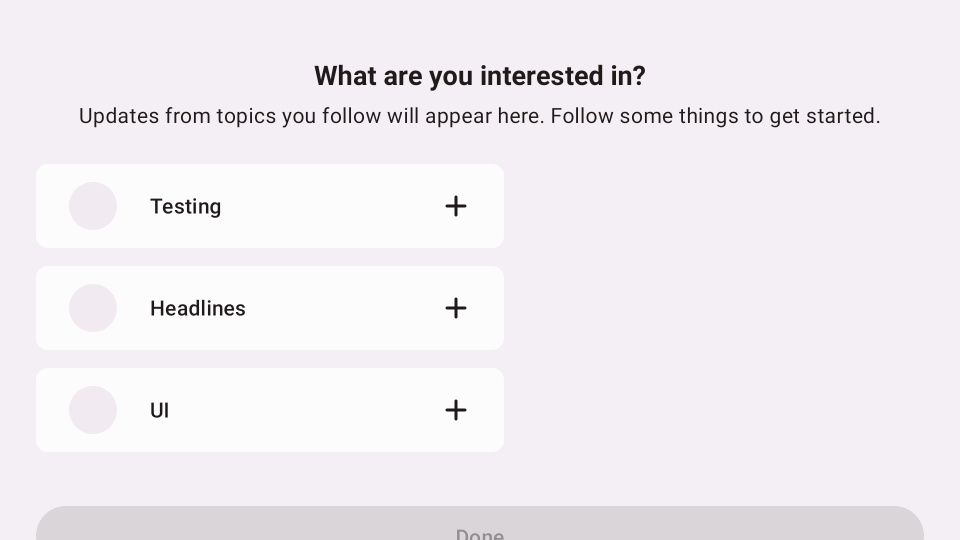 What are you interested in?
Updates from topics you follow will appear here. Follow some things to get started.
Testing
Headlines
UI
Done